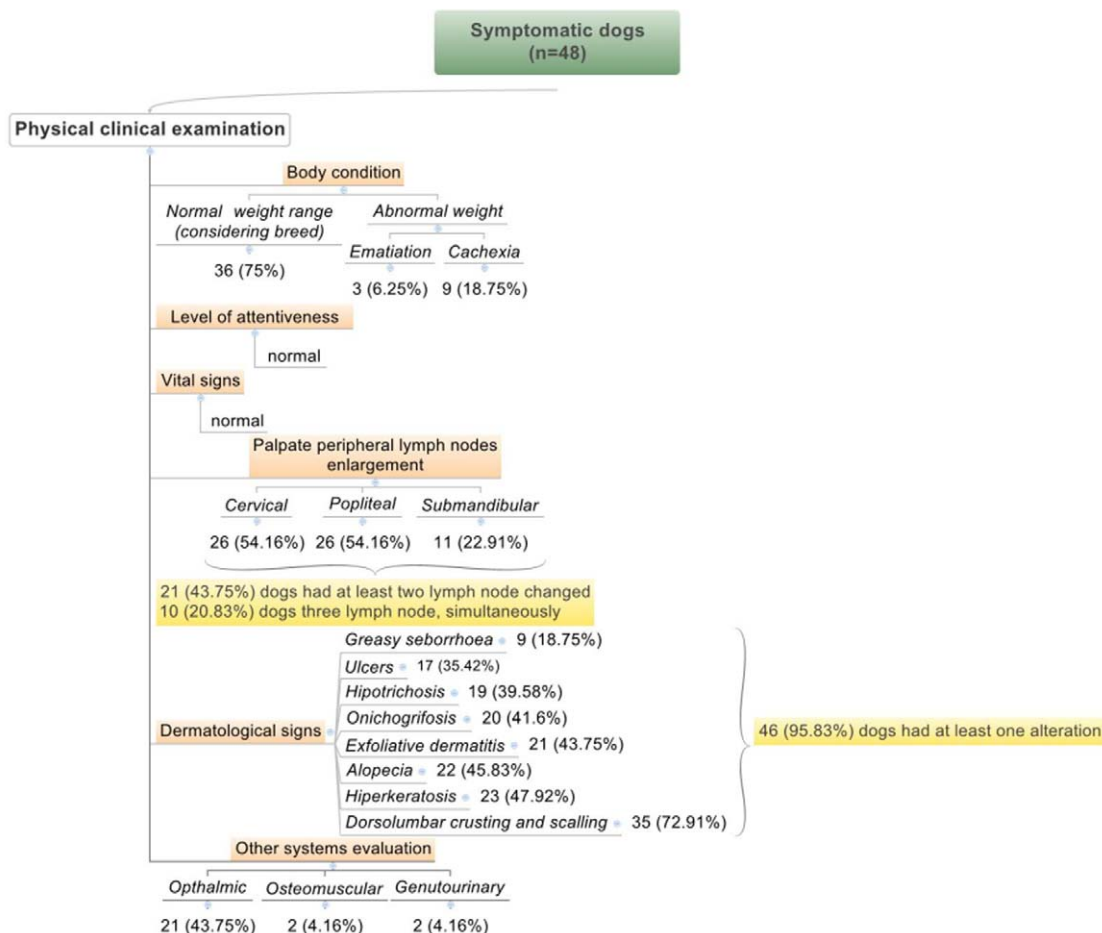 Symptomatic dogs
(n=48)
Physical clinical examination
Body condition
Normal weight range
(considering breed)
36 (75%)
Abnormal weight
Ematiation
3 (6.25%)
Cachexia
9 (18.75%)
Level of attentiveness
normal
Vital signs
normal
Palpate peripheral lymph nodes
enlargement
Cervical
26 (54.16%)
Popliteal
26 (54.16%)
Submandibular
11 (22.91%)
21 (43.75%) dogs had at least two lymph node changed
10 (20.83%) dogs three lymph node, simultaneously
Dermatological signs
Greasy seborrhoea 9 (18.75%)
Ulcers 17 (35.42%)
Hipotrichosis 19 (39.58%)
Onichogrifosis 20 (41.6%)
Exfoliative dermatitis 21 (43.75%)
Alopecia 22 (45.83%)
Hiperkeratosis 23 (47.92%)
Dorsolumbar crusting and scalling 35 (72.91%)
46 (95.83%) dogs had at least one alteration
Other systems evaluation
Opthalmic
21 (43.75%)
Osteomuscular
2 (4.16%)
Genutourinary
2 (4.16%)